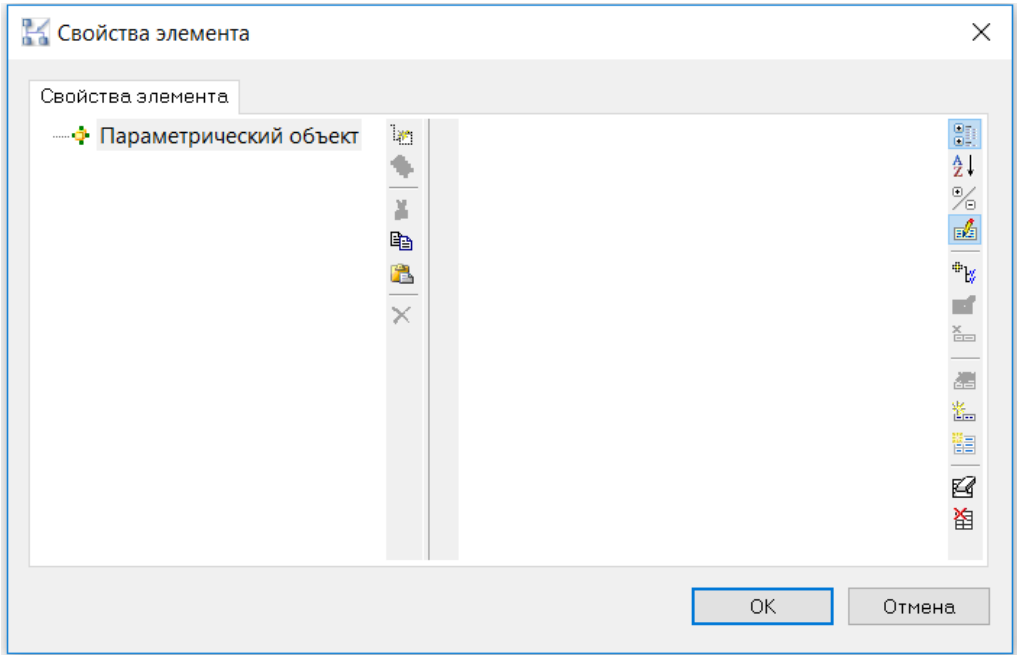 Свойства элемента
Свойства элемента
Параметрический объект
OK
Отмена